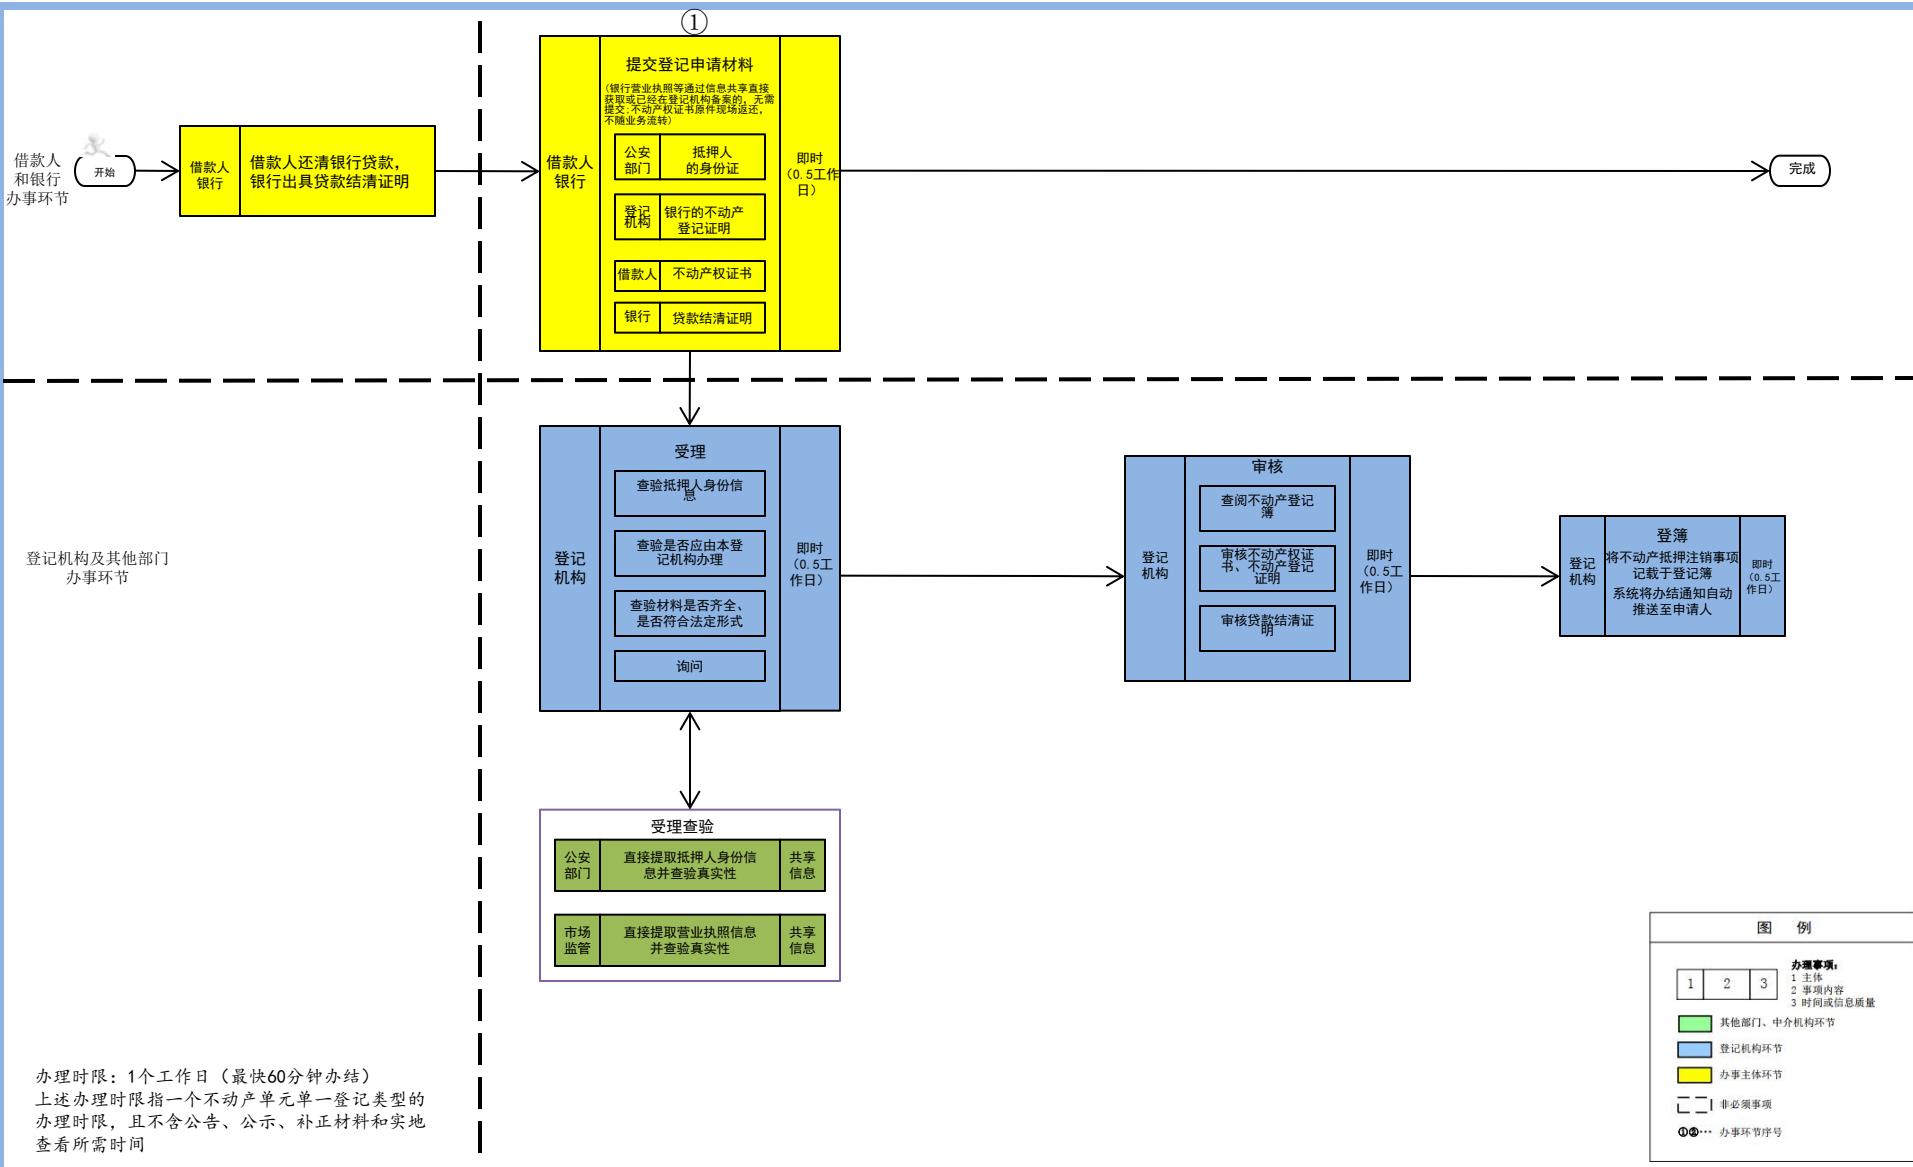 ①
借款人
和银行
办事环节
开始
借款人
银行
借款人还清银行贷款，
银行出具贷款结清证明
借款人
银行
提交登记申请材料
(银行营业执照等通过信息共享直接
获取或已经在登记机构备案的，无需
提交;不动产权证书原件现场返还，
不随业务流转)
公安
部门
抵押人
的身份证
登记
机构
银行的不动产
登记证明
借款人
不动产权证书
银行
贷款结清证明
即时
（0.5工作
日）
完成
登记机构及其他部门
办事环节
登记
机构
受理
查验抵押人身份信
息
查验是否应由本登
记机构办理
查验材料是否齐全、
是否符合法定形式
询问
即时
（0.5工
作日）
登记
机构
审核
查阅不动产登记
簿
审核不动产权证
书、不动产登记
证明
审核贷款结清证
明
即时
（0.5工
作日）
登记
机构
登簿
将不动产抵押注销事项
记载于登记簿
系统将办结通知自动
推送至申请人
即时
（0.5工
作日）
受理查验
公安
部门
直接提取抵押人身份信
息并查验真实性
共享
信息
市场
监管
直接提取营业执照信息
并查验真实性
共享
信息
办理时限：1个工作日（最快60分钟办结）
上述办理时限指一个不动产单元单一登记类型的
办理时限，且不含公告、公示、补正材料和实地
查看所需时间
图 例
1 2 3
办理事项：
1 主体
2 事项内容
3 时间或信息质量
其他部门、中介机构环节
登记机构环节
办事主体环节
非必须事项
①②… 办事环节序号